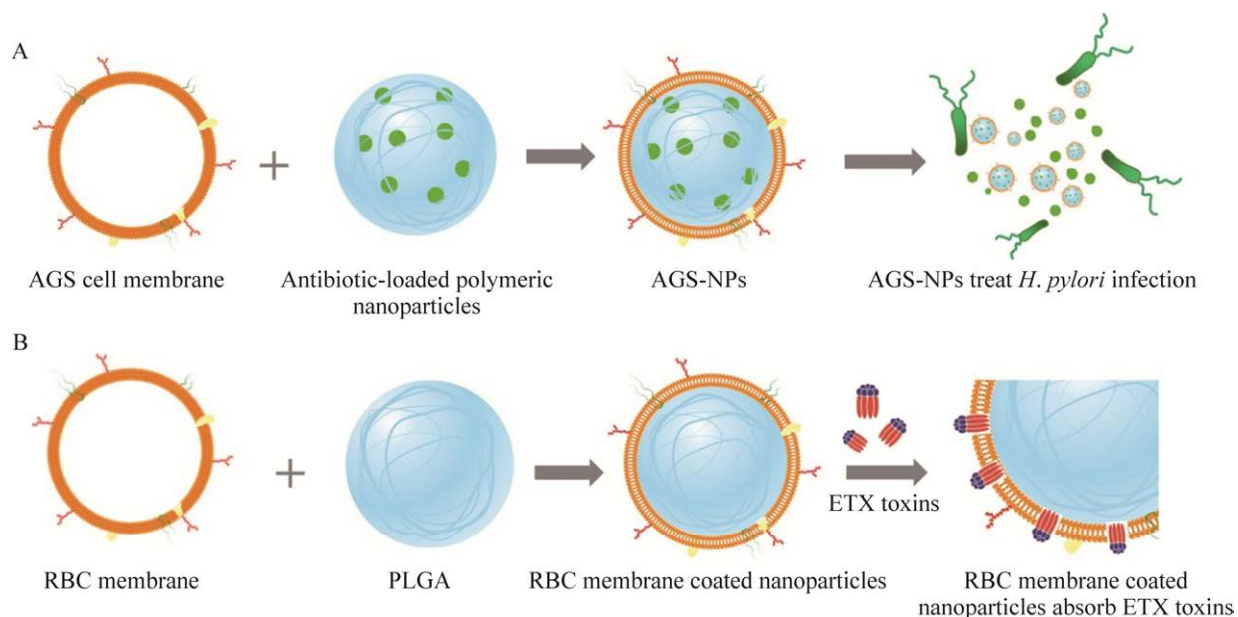 A
AGS cell membrane
Antibiotic-loaded polymeric
nanoparticles
AGS-NPs
AGS-NPs treat H. pylori infection
B
ETX toxins
RBC membrane
PLGA
RBC membrane coated nanoparticles
RBC membrane coated
nanoparticles absorb ETX toxins